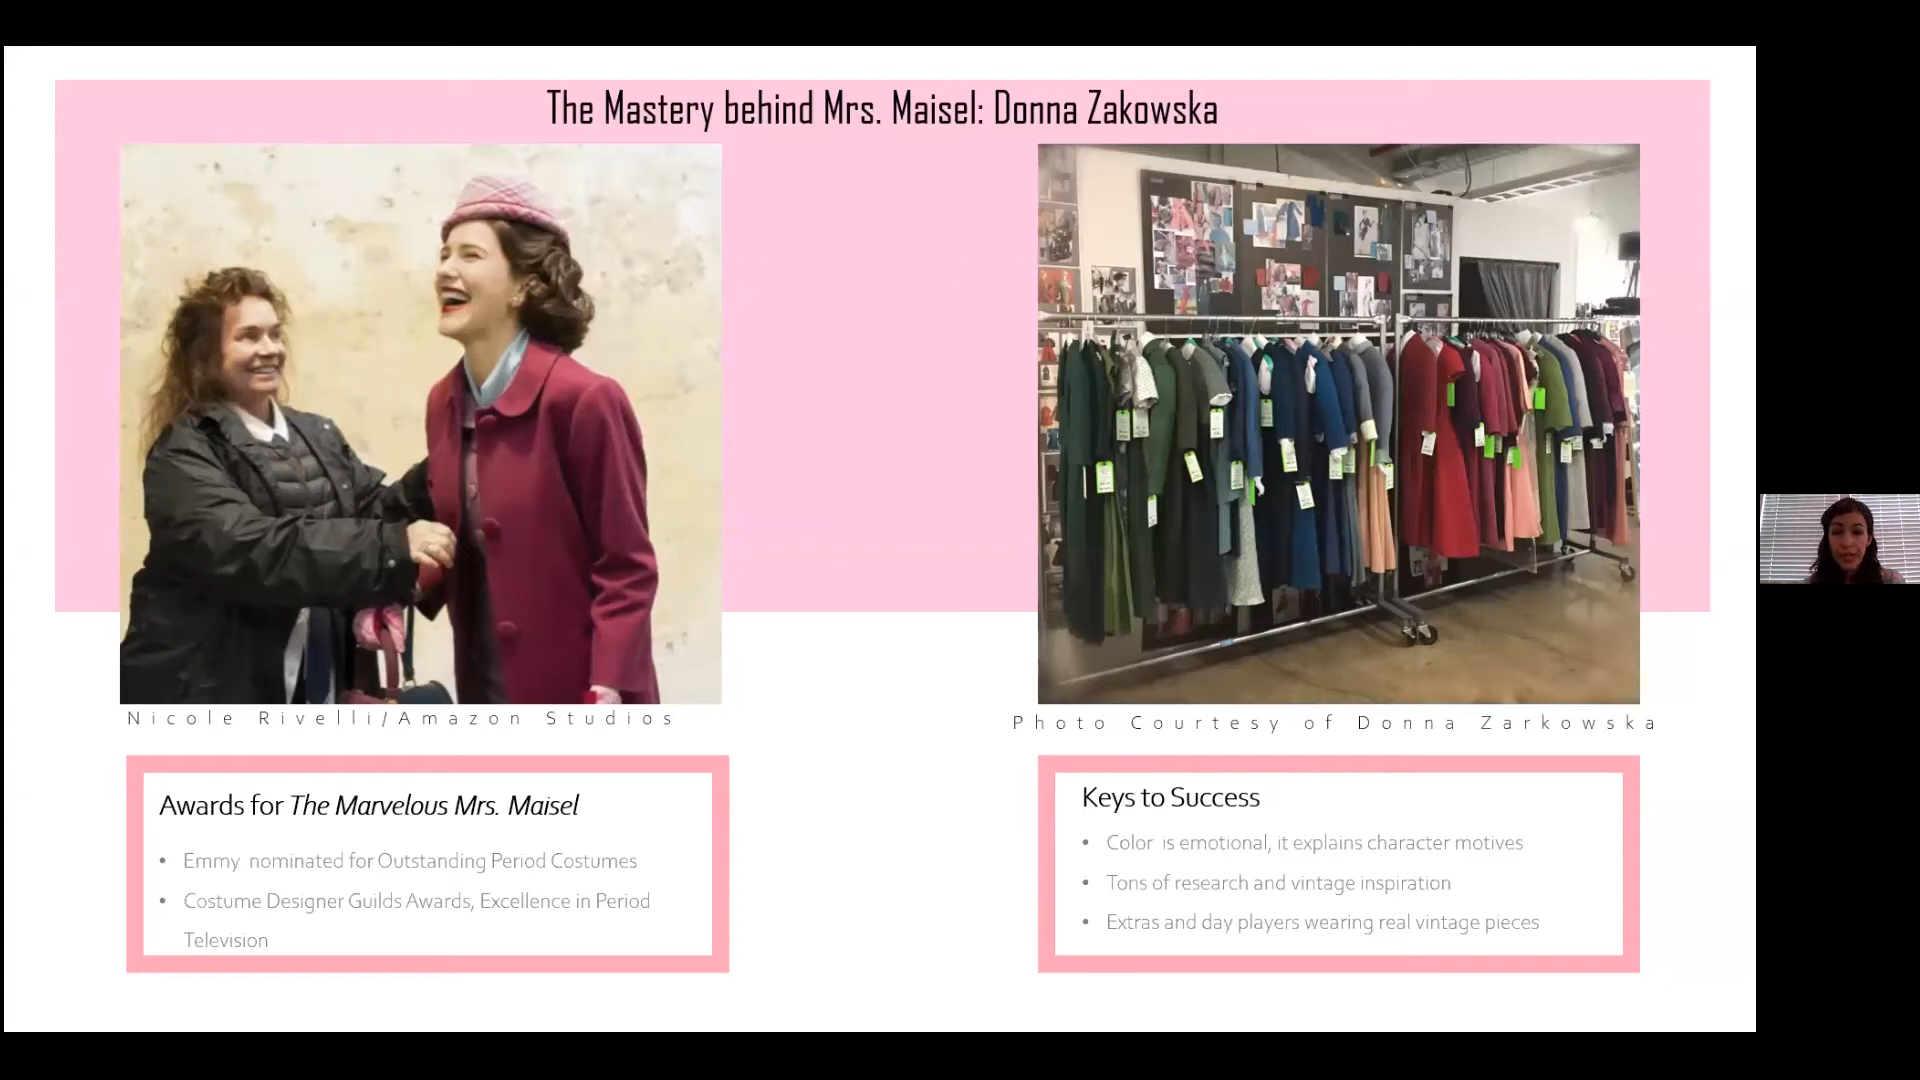 The Mastery behind Mrs. Maisel: Donna Zakowska
Nicole Rivelli/Amazon Studios
Photo Courtesy of Donna Zarkowska
Awards for The Marvelous Mrs. Maisel
• Emmy nominated for Outstanding Period Costumes
• Costume Designer Guilds Awards, Excellence in Period
Television
Keys to Success
• Color is emotional, it explains character motives
• Tons of research and vintage inspiration
• Extras and day players wearing real vintage pieces